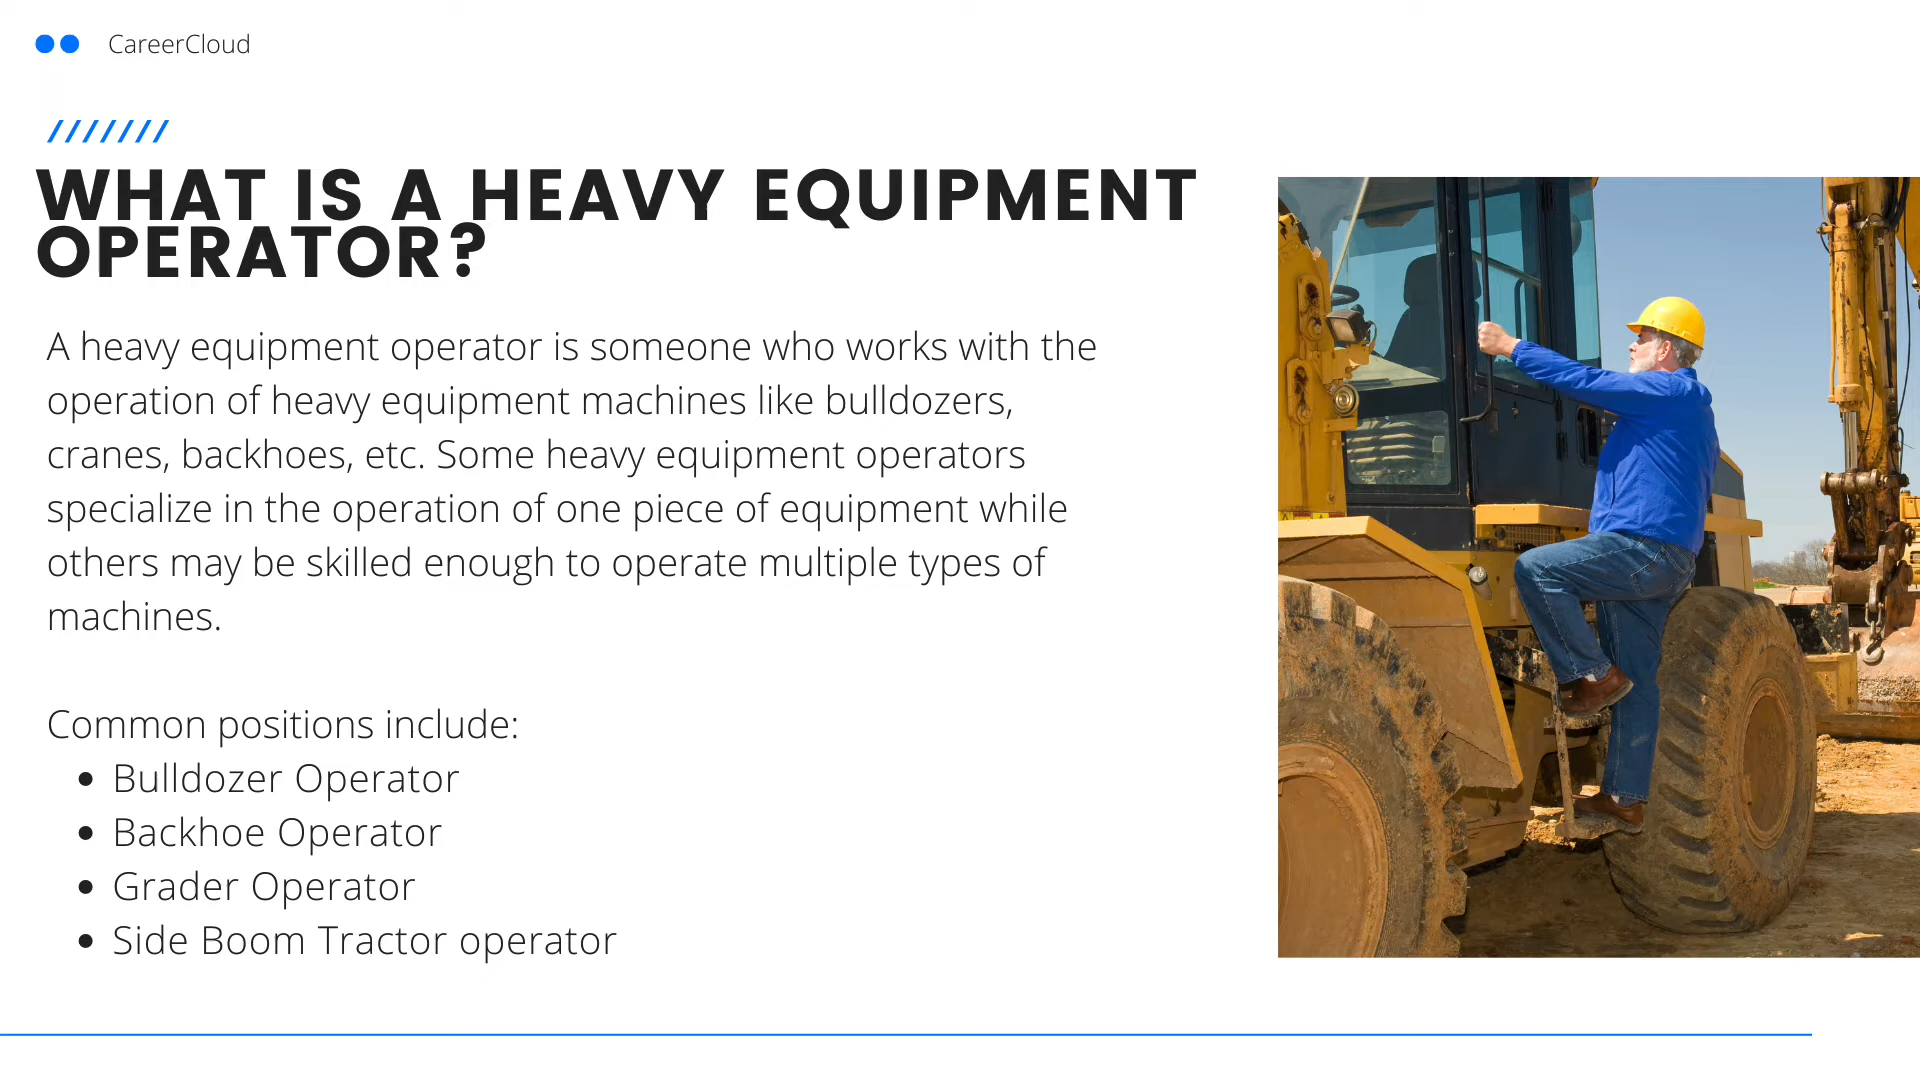 CareerCloud
WHAT IS A HEAVY EQUIPMENT
OPERATOR?
A heavy equipment operator is someone who works with the
operation of heavy equipment machines like bulldozers,
cranes, backhoes, etc. Some heavy equipment operators
specialize in the operation of one piece of equipment while
others may be skilled enough to operate multiple types of
machines.
Common positions include:
• Bulldozer Operator
• Backhoe Operator
• Grader Operator
• Side Boom Tractor operator